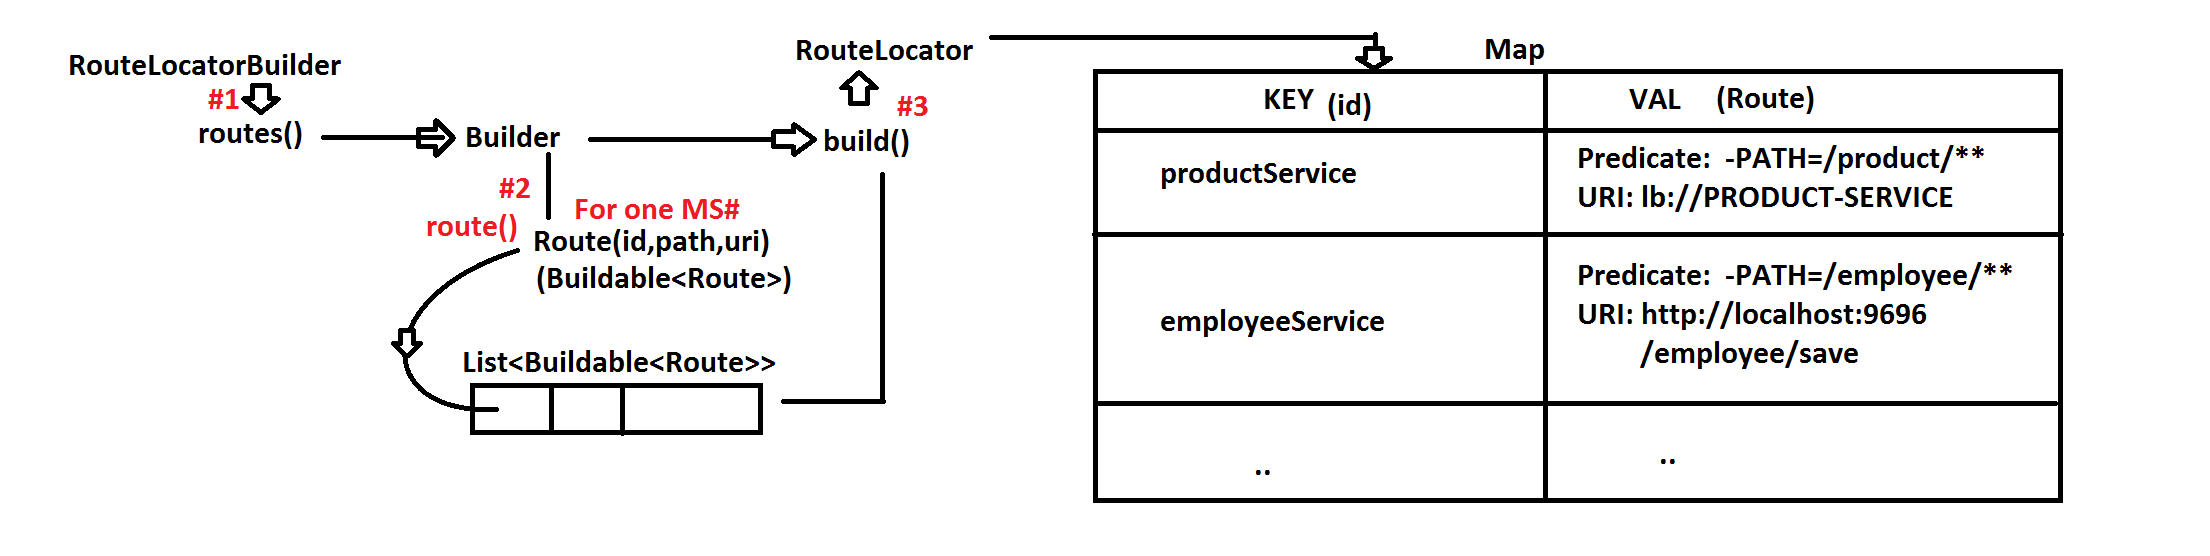 RouteLocatorBuilder
#1
routes()
Builder
#2
route()
For one MS#
Route(id,path,uri)
(Buildable<Route>)
List<Buildable<Route>>
RouteLocator
#3
build()
Map
KEY (id)
VAL (Route)
productService
Predicate: -PATH=/product/**
URI: lb://PRODUCT-SERVICE
employeeService
Predicate: -PATH=/employee/**
URI: http://localhost:9696
/employee/save
..
..